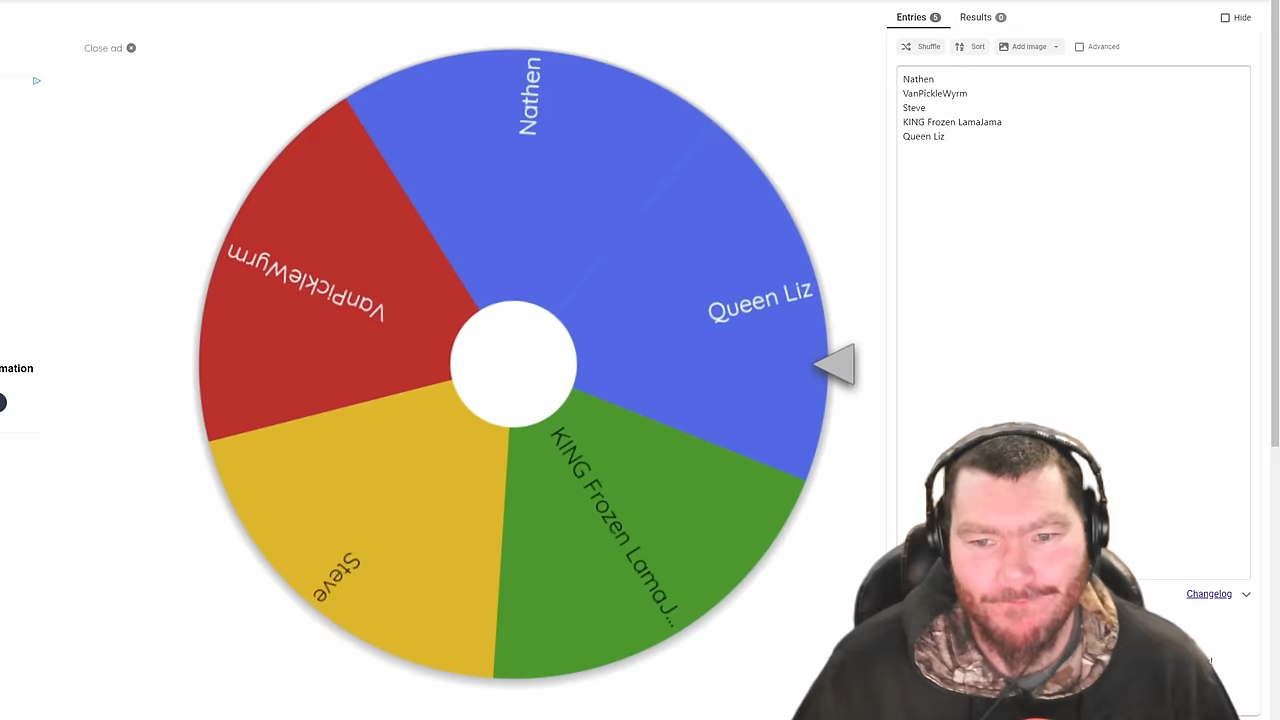 Close ad
mation
Nathen
Queen Liz
VanPickleWyrm
Steve
KING Frozen LamaJ...
Entries 5
Results 0
Hide
Shuffle
Sort
Add image
Advanced
Nathen
VanPickleWyrm
Steve
KING Frozen LamaJama
Queen Liz
Changelog